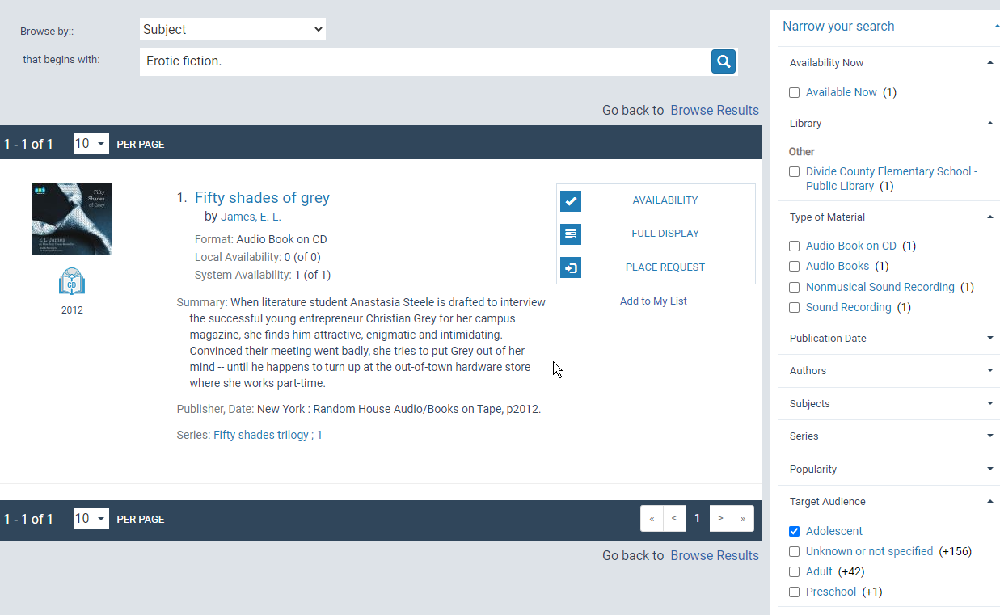 Browse by::
Subject
that begins with:
Erotic fiction.
Go back to Browse Results
1 - 1 of 1
10
PER PAGE
Fifty
Shades
of Grey
E L James
CD
2012
1. Fifty shades of grey
by James, E. L.
Format: Audio Book on CD
Local Availability: 0 (of 0)
System Availability: 1 (of 1)
Summary: When literature student Anastasia Steele is drafted to interview
the successful young entrepreneur Christian Grey for her campus
magazine, she finds him attractive, enigmatic and intimidating.
Convinced their meeting went badly, she tries to put Grey out of her
mind -- until he happens to turn up at the out-of-town hardware store
where she works part-time.
Publisher, Date: New York : Random House Audio/Books on Tape, p2012.
Series: Fifty shades trilogy ; 1
AVAILABILITY
FULL DISPLAY
PLACE REQUEST
Add to My List
1 - 1 of 1
10
PER PAGE
« < 1 > »
Go back to Browse Results
Narrow your search
Availability Now
Available Now (1)
Library
Other
Divide County Elementary School -
Public Library (1)
Type of Material
Audio Book on CD (1)
Audio Books (1)
Nonmusical Sound Recording (1)
Sound Recording (1)
Publication Date
Authors
Subjects
Series
Popularity
Target Audience
Adolescent
Unknown or not specified (+156)
Adult (+42)
Preschool (+1)